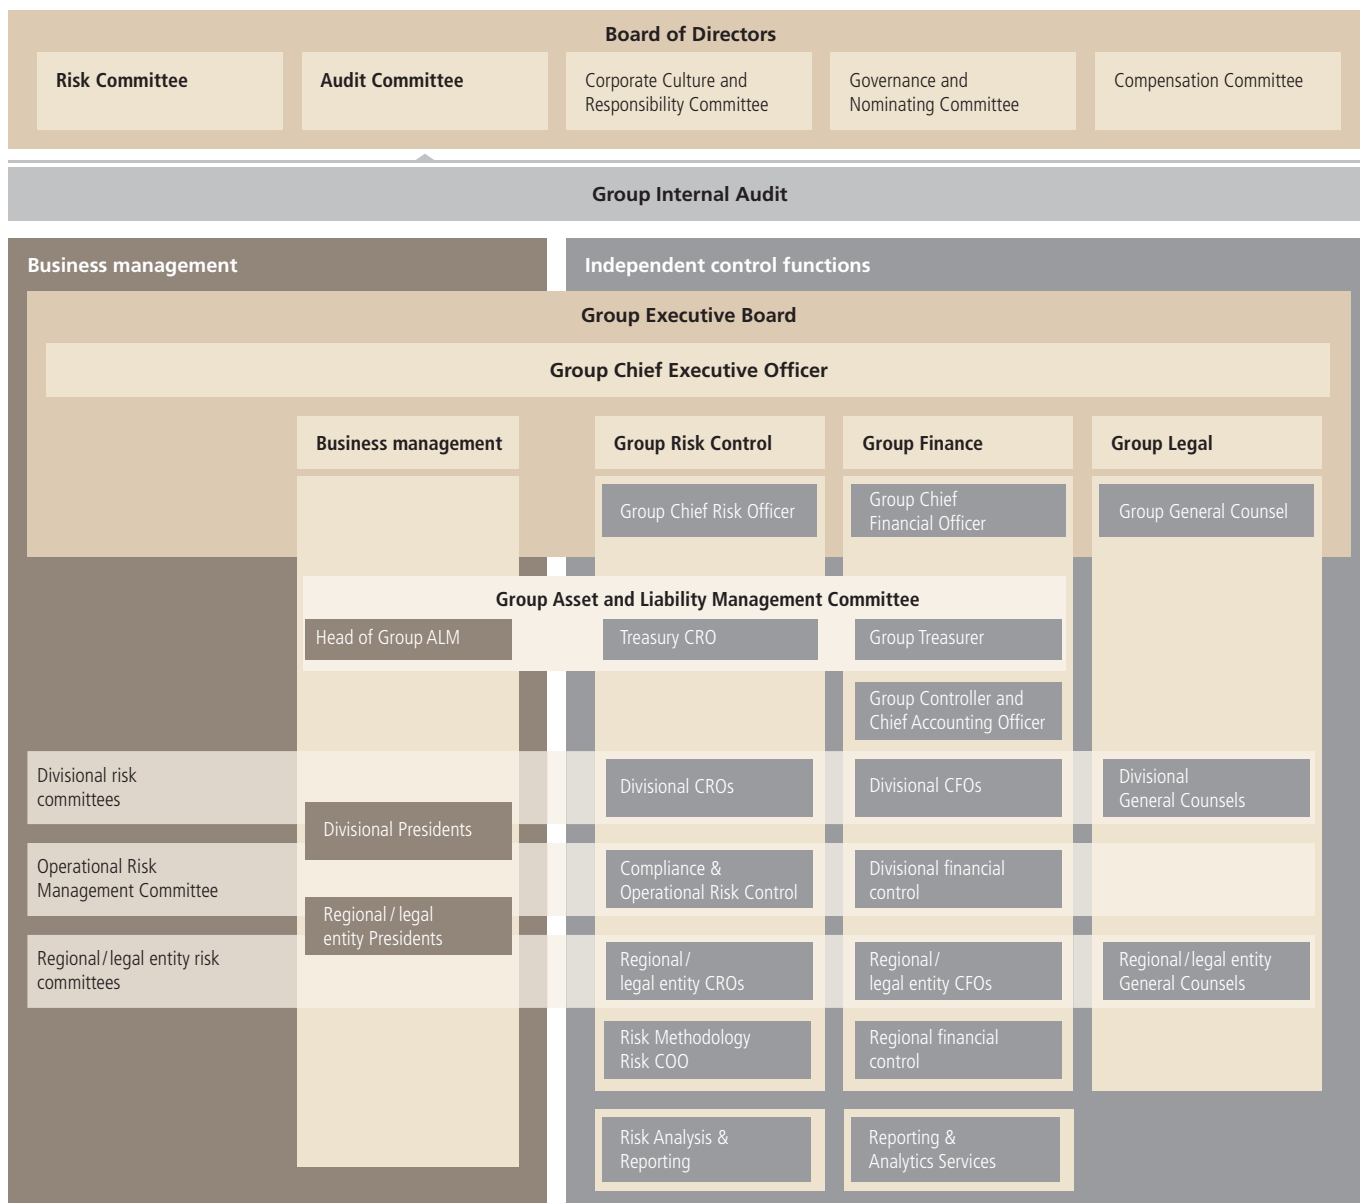 Board of Directors
Risk Committee
Audit Committee
Corporate Culture and
Responsibility Committee
Governance and
Nominating Committee
Compensation Committee
Group Internal Audit
Business management
Independent control functions
Group Executive Board
Group Chief Executive Officer
Business management
Group Risk Control
Group Finance
Group Legal
Group Chief Risk Officer
Group Chief
Financial Officer
Group General Counsel
Group Asset and Liability Management Committee
Head of Group ALM
Treasury CRO
Group Treasurer
Group Controller and
Chief Accounting Officer
Divisional risk
committees
Divisional Presidents
Divisional CROs
Divisional CFOs
Divisional
General Counsels
Operational Risk
Management Committee
Compliance &
Operational Risk Control
Divisional financial
control
Regional / legal
entity Presidents
Regional / legal entity risk
committees
Regional /
legal entity CROs
Regional /
legal entity CFOs
Regional / legal entity
General Counsels
Risk Methodology
Risk COO
Regional financial
control
Risk Analysis &
Reporting
Reporting &
Analytics Services